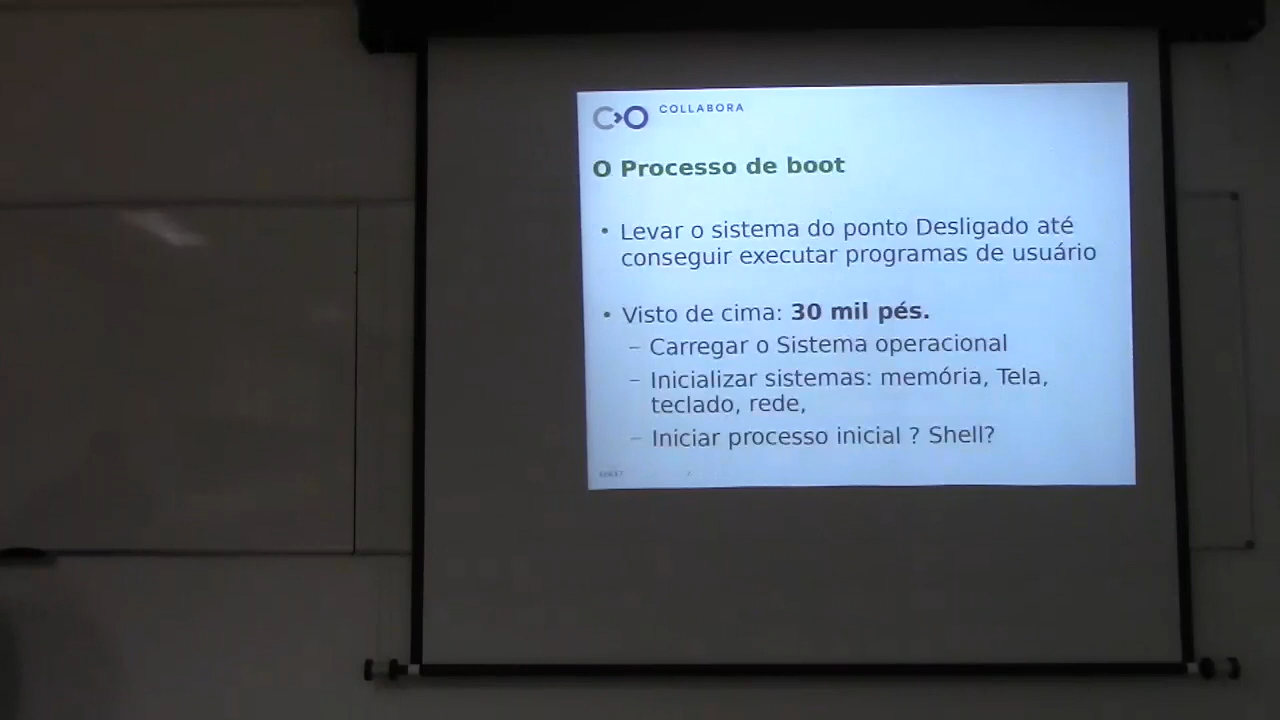 COLLABORA
O Processo de boot
• Levar o sistema do ponto Desligado até
conseguir executar programas de usuário
• Visto de cima: 30 mil pés.
– Carregar o Sistema operacional
– Inicializar sistemas: memória, Tela,
teclado, rede,
– Iniciar processo inicial ? Shell?